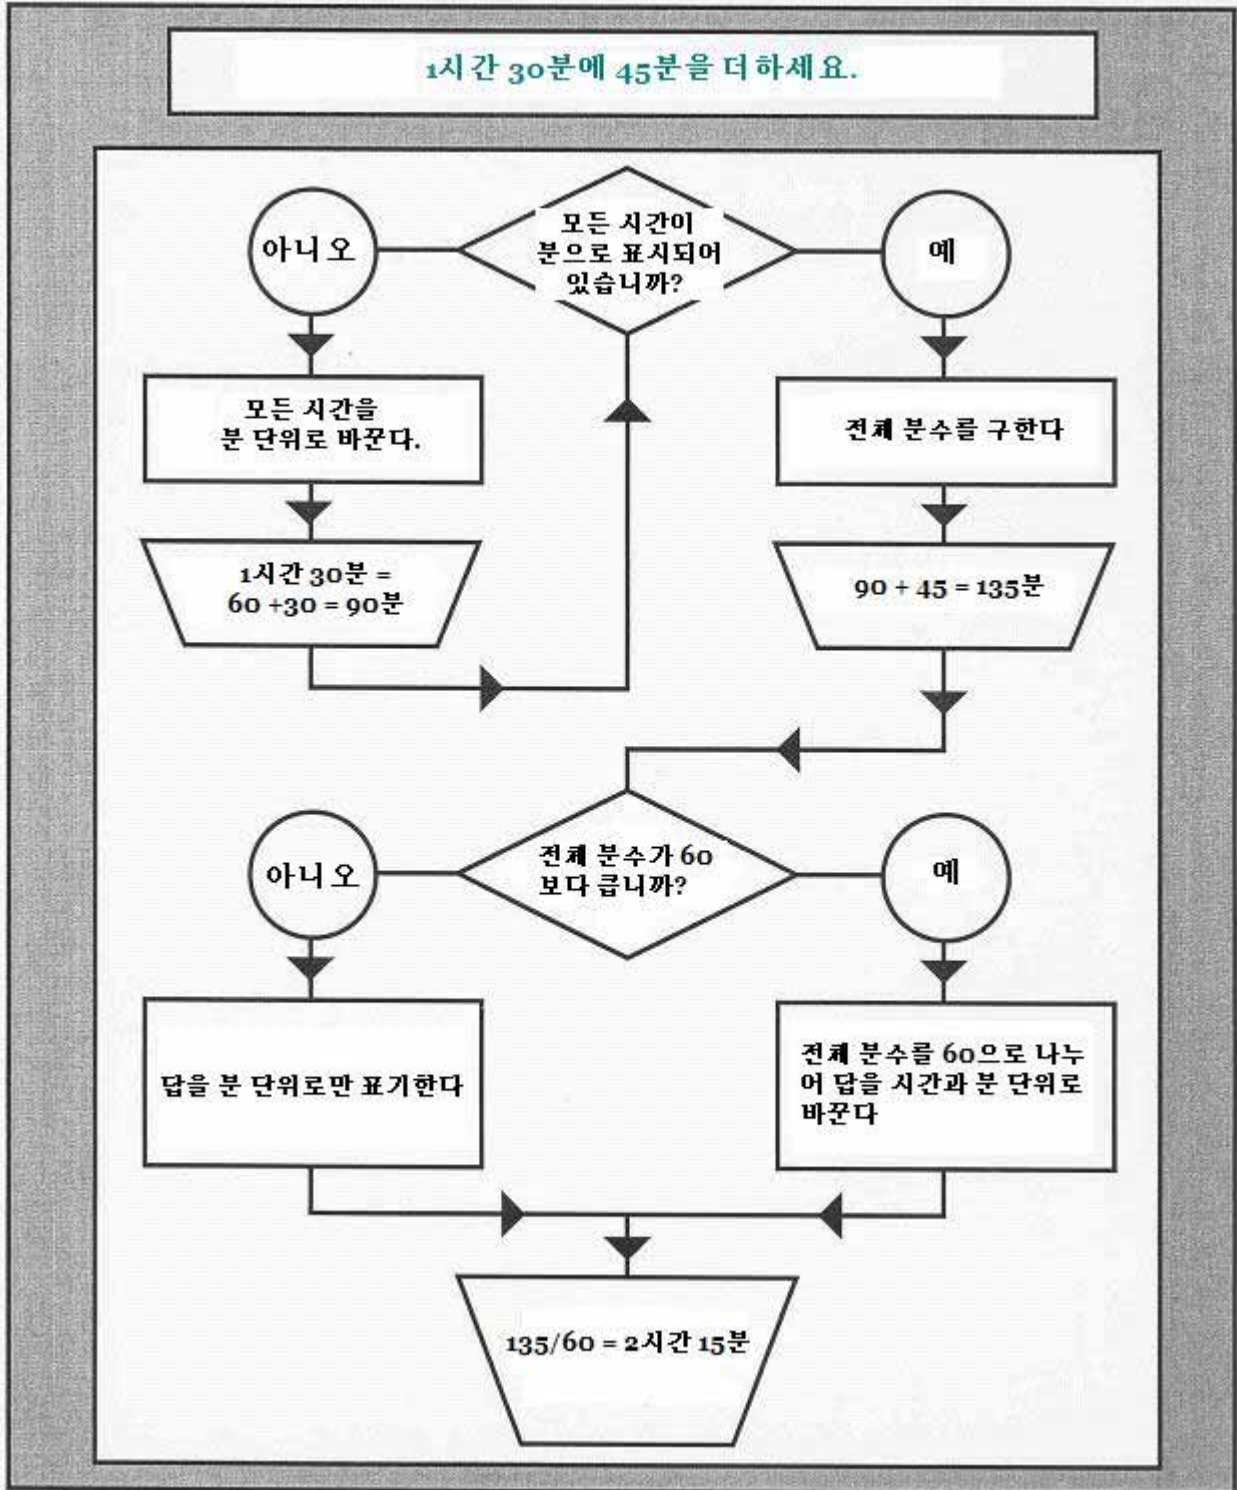 1시간 30분에 45분을 더하세요.
모든 시간이
분으로 표시되어
있습니까?
아니오
예
모든 시간을
분 단위로 바꾼다.
전체 분수를 구한다
1시간 30분 =
60 +30 = 90분
90 + 45 = 135분
전체 분수가 60
보다 큽니까?
아니오
예
답을 분 단위로만 표기한다
전체 분수를 60으로 나누
어 답을 시간과 분 단위로
바꾼다
135/60 = 2시간 15분